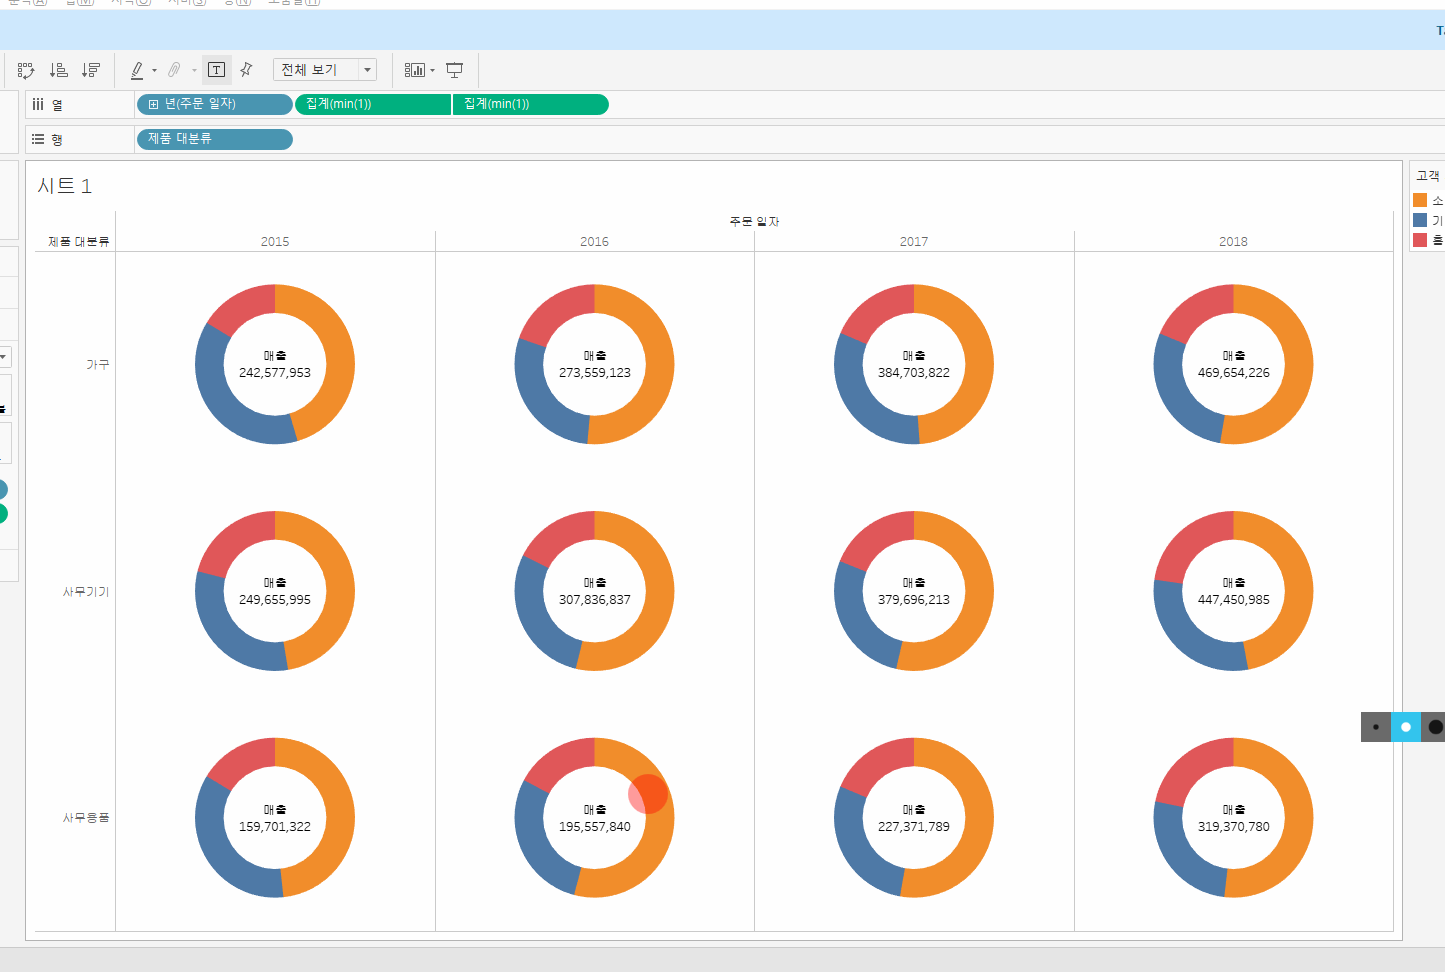 전체 보기
열
년(주문 일자)
집계(min(1))
집계(min(1))
행
제품 대분류
시트 1
고객
소
기
홈
주문 일자
제품 대분류
2015
2016
2017
2018
가구
매출
242,577,953
매출
273,559,123
매출
384,703,822
매출
469,654,226
사무기기
매출
249,655,995
매출
307,836,837
매출
379,696,213
매출
447,450,985
사무용품
매출
159,701,322
매출
195,557,840
매출
227,371,789
매출
319,370,780